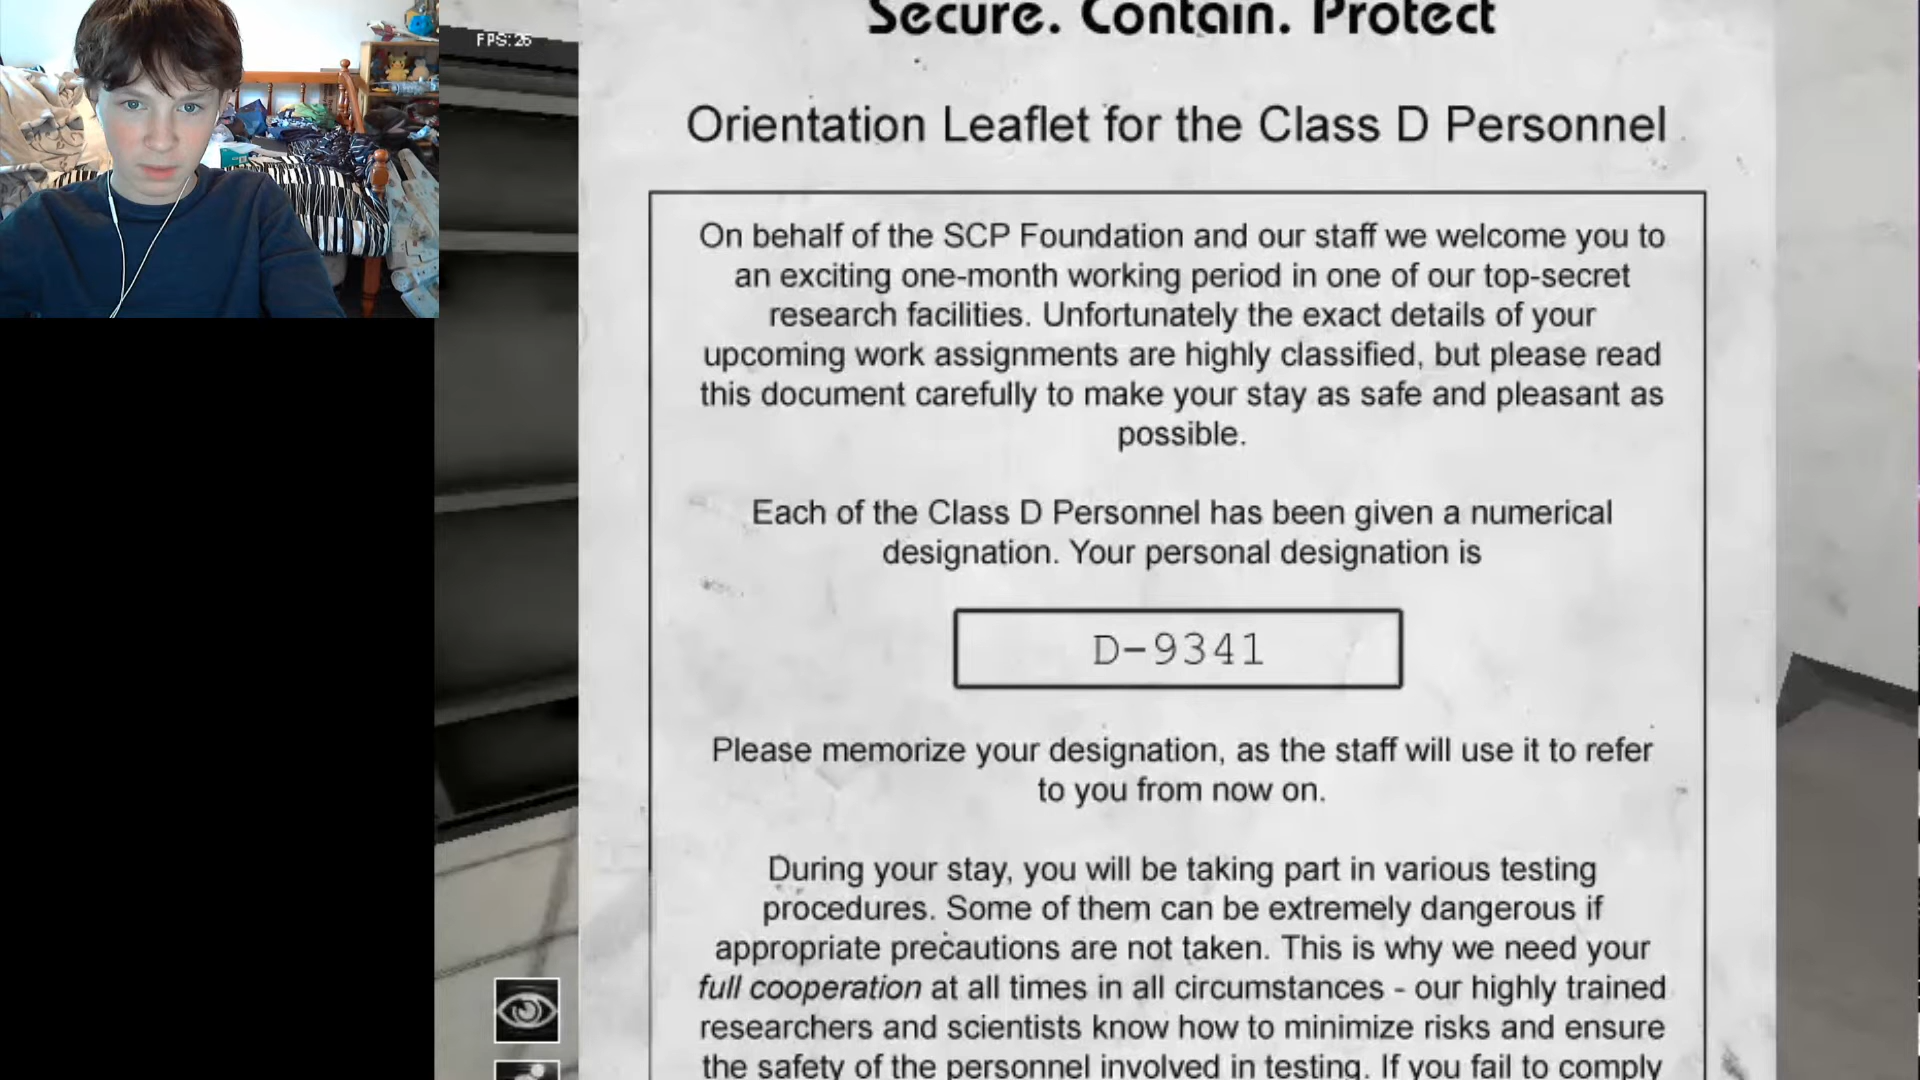 Secure. Contain. Protect
FPS: 26
Orientation Leaflet for the Class D Personnel
On behalf of the SCP Foundation and our staff we welcome you to
an exciting one-month working period in one of our top-secret
research facilities. Unfortunately the exact details of your
upcoming work assignments are highly classified, but please read
this document carefully to make your stay as safe and pleasant as
possible.
Each of the Class D Personnel has been given a numerical
designation. Your personal designation is
D-9341
Please memorize your designation, as the staff will use it to refer
to you from now on.
During your stay, you will be taking part in various testing
procedures. Some of them can be extremely dangerous if
appropriate precautions are not taken. This is why we need your
full cooperation at all times in all circumstances - our highly trained
researchers and scientists know how to minimize risks and ensure
the safety of the personnel involved in testing. If you fail to comply